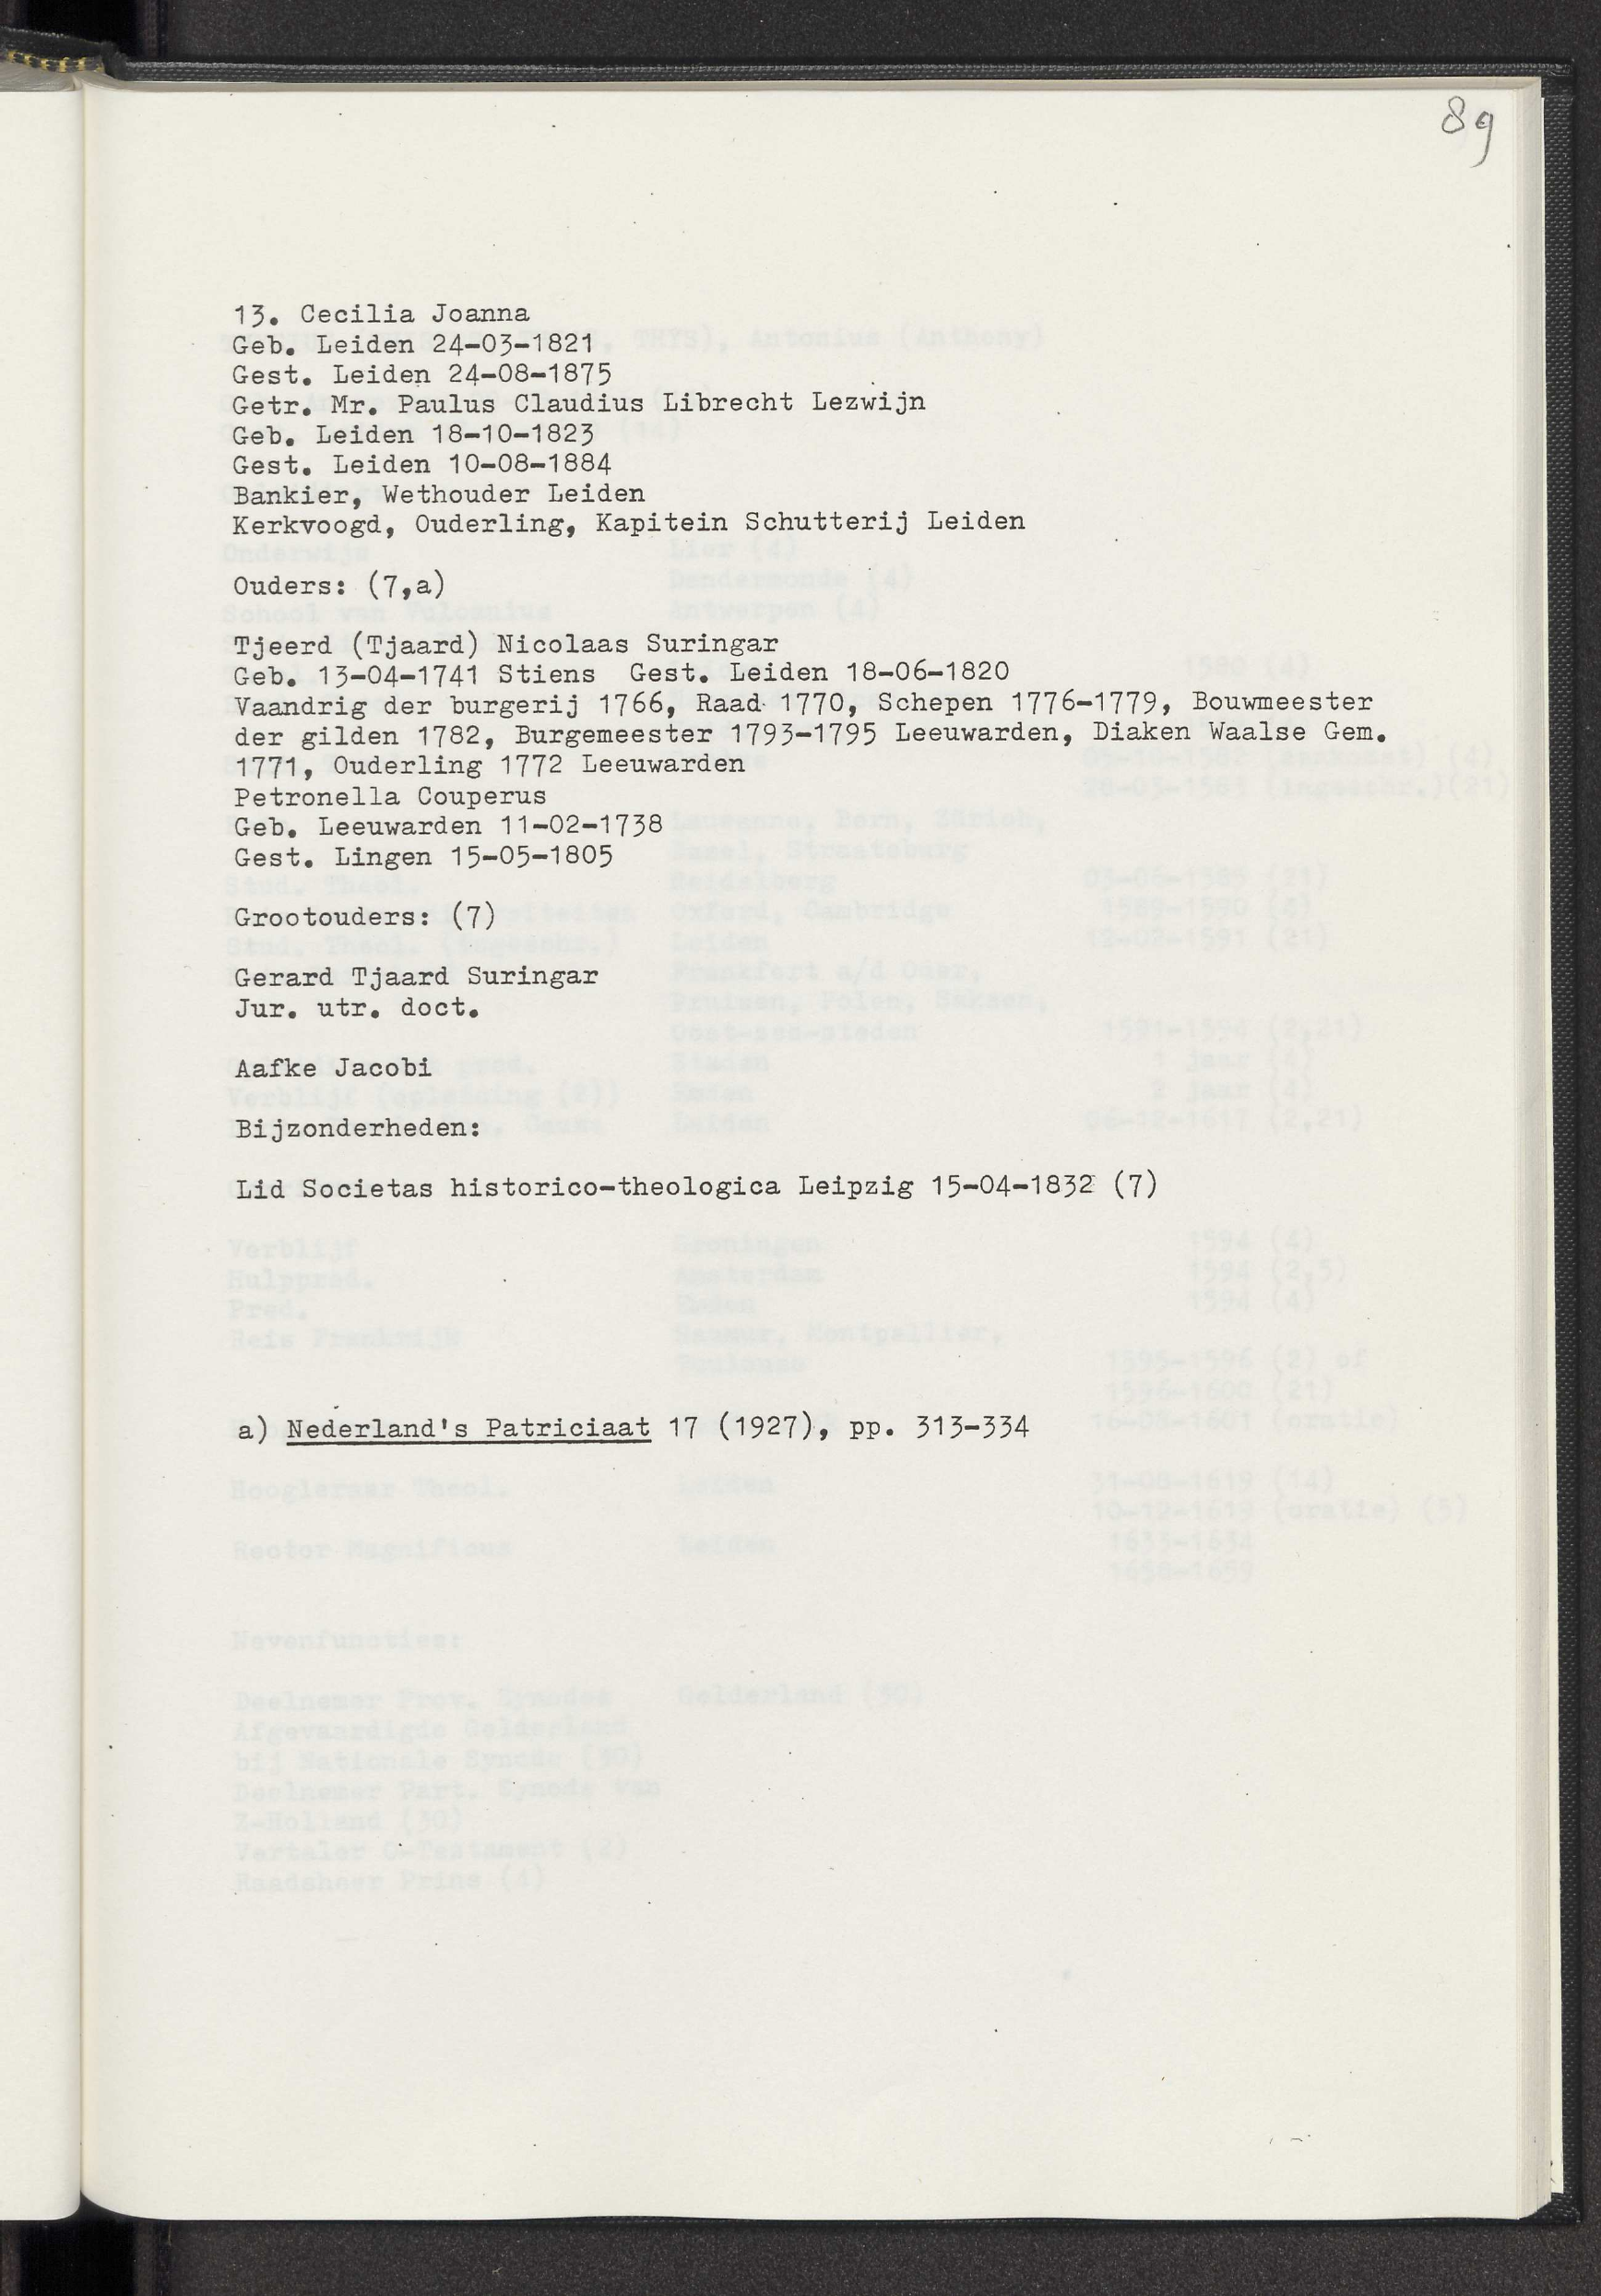 89
13. Cecilia Joanna
Geb. Leiden 24-03-1821
Gest. Leiden 24-08-1875
Getr. Mr. Paulus Claudius Librecht Lezwijn
Geb. Leiden 18-10-1823
Gest. Leiden 10-08-1884
Bankier, Wethouder Leiden
Kerkvoogd, Ouderling, Kapitein Schutterij Leiden
Ouders: (7,a)
Tjeerd (Tjaard) Nicolaas Suringar
Geb. 13-04-1741 Stiens Gest. Leiden 18-06-1820
Vaandrig der burgerij 1766, Raad 1770, Schepen 1776-1779, Bouwmeester
der gilden 1782, Burgemeester 1793-1795 Leeuwarden, Diaken Waalse Gem.
1771, Ouderling 1772 Leeuwarden
Petronella Couperus
Geb. Leeuwarden 11-02-1738
Gest. Lingen 15-05-1805
Grootouders: (7)
Gerard Tjaard Suringar
Jur. utr. doct.
Aafke Jacobi
Bijzonderheden:
Lid Societas historico-theologica Leipzig 15-04-1832 (7)
a) Nederland's Patriciaat 17 (1927), pp. 313-334